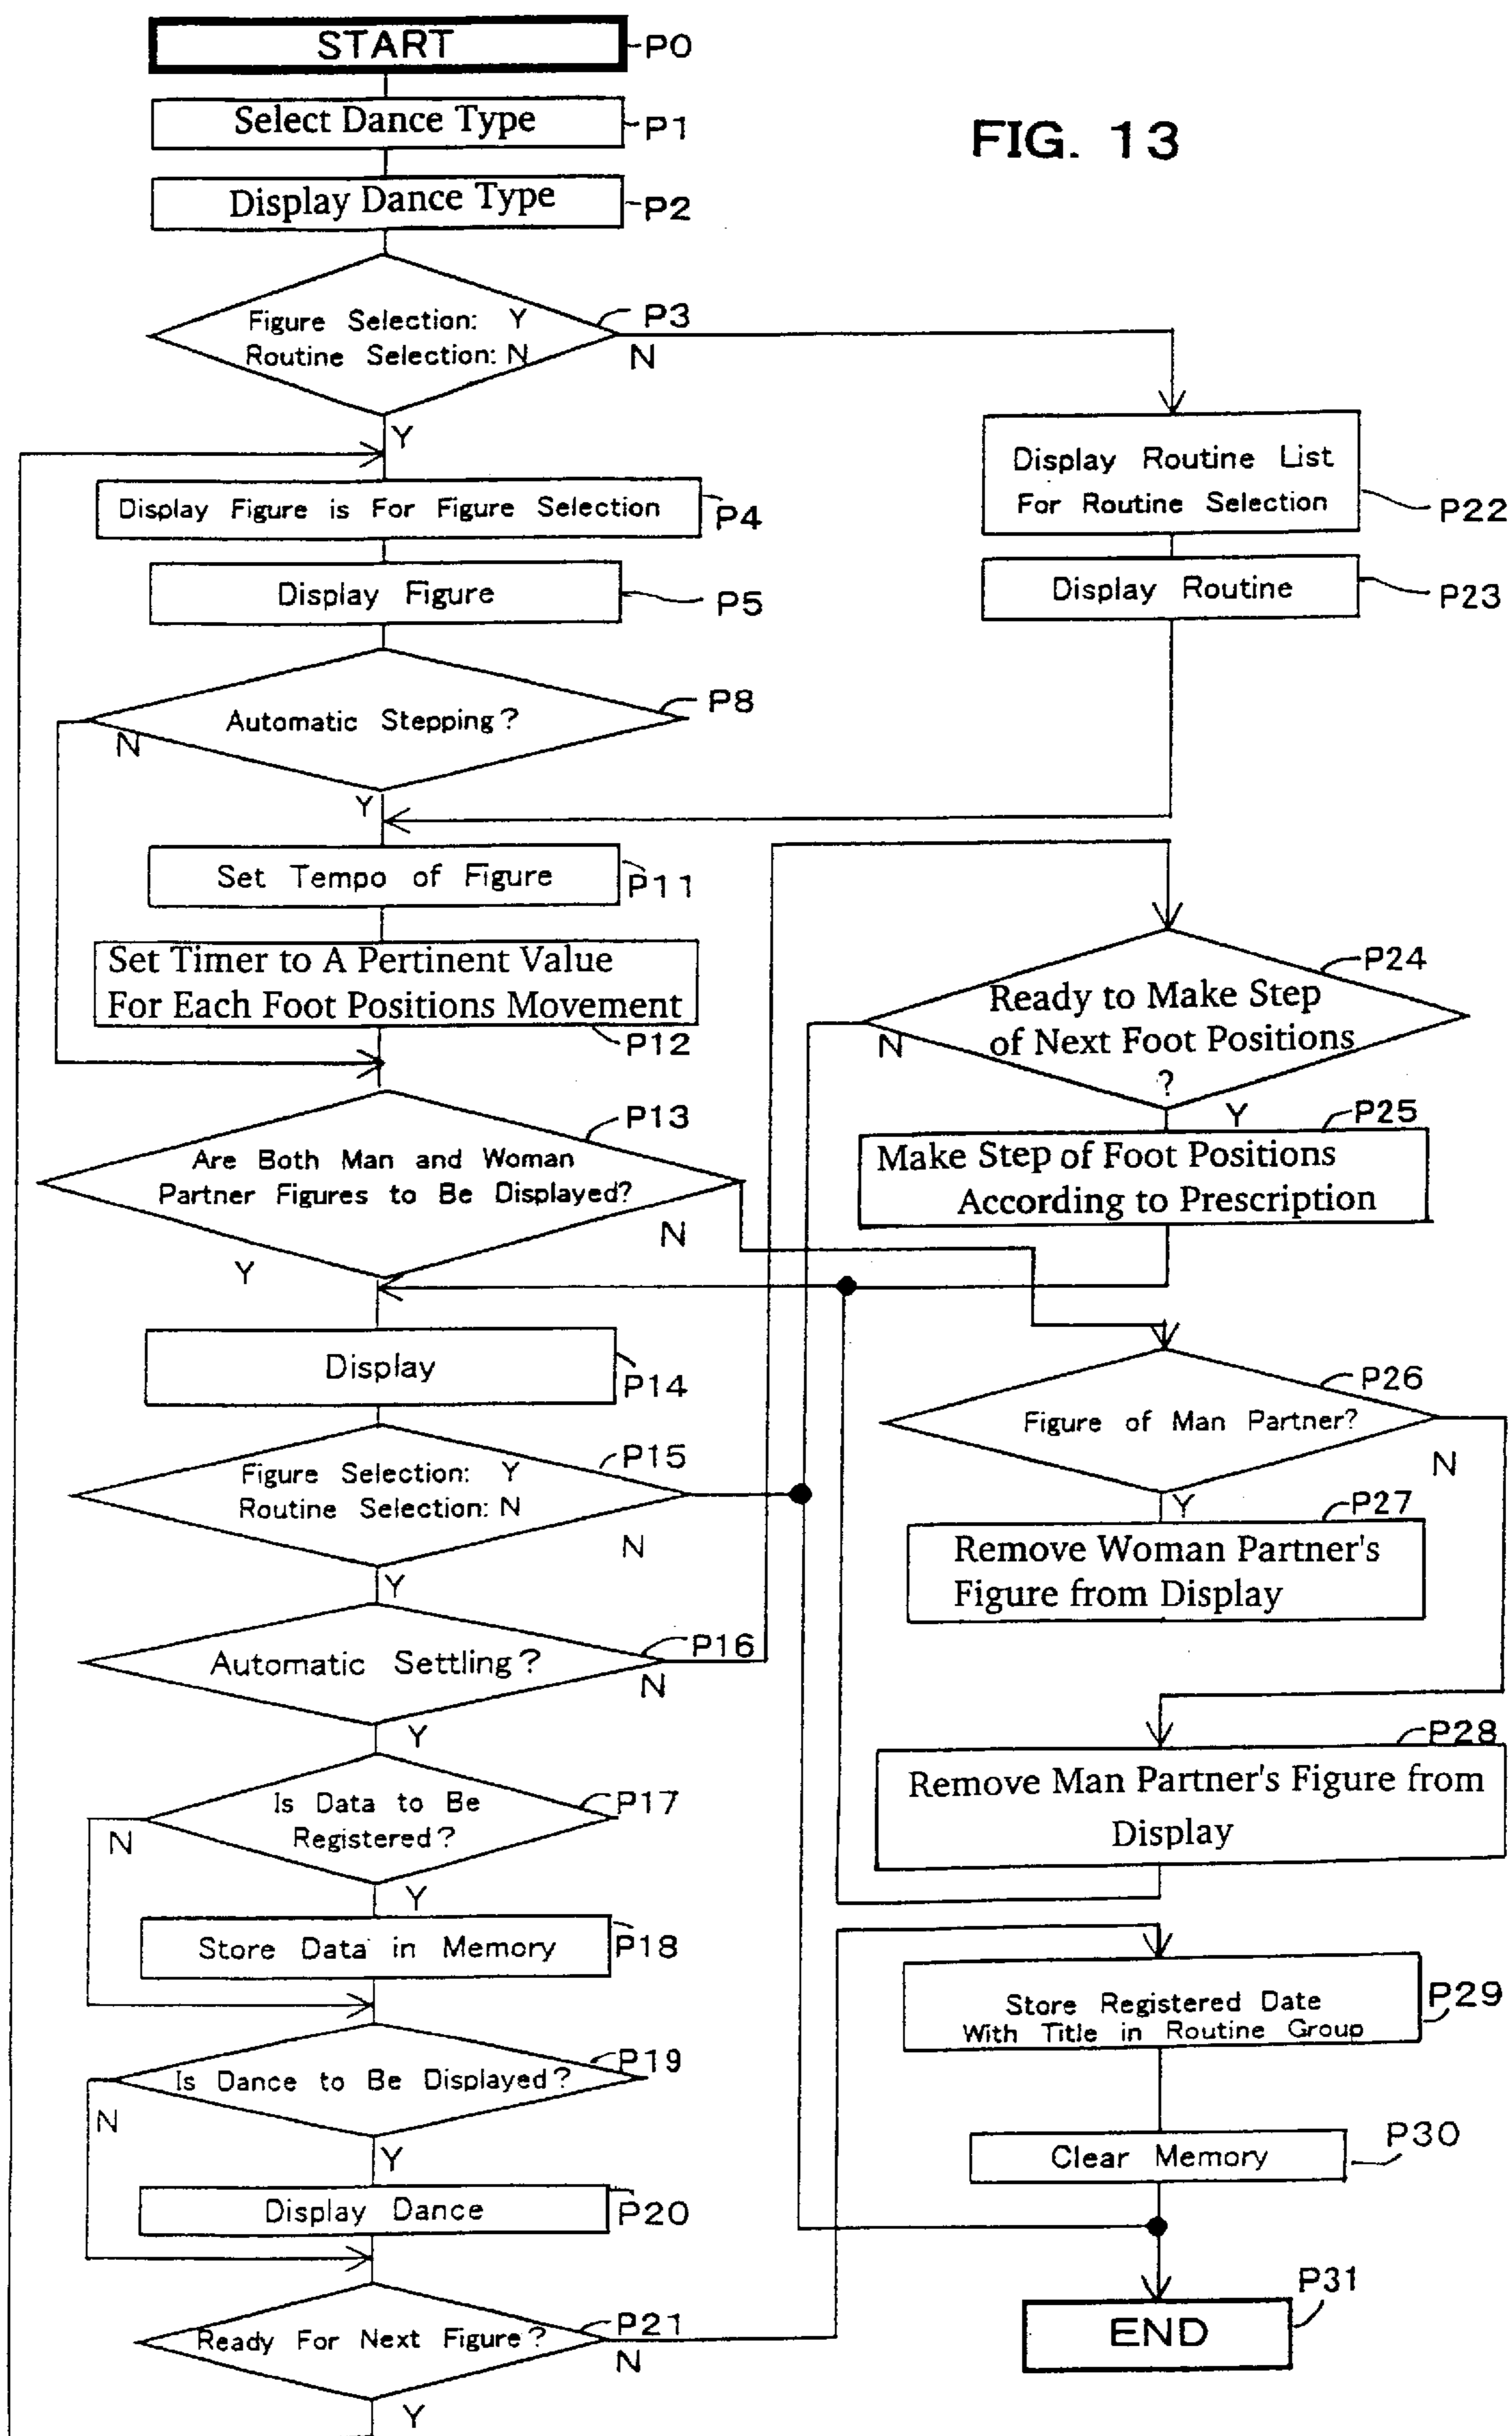 START
P0
Select Dance Type
P1
FIG. 13
Display Dance Type
P2
Figure Selection: Y
Routine Selection: N
P3
N
Y
Display Routine List
For Routine Selection
P22
Display Figure is For Figure Selection
P4
Display Figure
P5
Display Routine
P23
Automatic Stepping?
P8
N
Y
Set Tempo of Figure
P11
Set Timer to A Pertinent Value
For Each Foot Positions Movement
P12
Ready to Make Step
of Next Foot Positions
?
P24
N
Y
P25
Make Step of Foot Positions
According to Prescription
Are Both Man and Woman
Partner Figures to Be Displayed?
P13
N
Y
Display
P14
Figure of Man Partner?
P26
N
Y
Figure Selection: Y
Routine Selection: N
P15
N
Y
P27
Remove Woman Partner's
Figure from Display
Automatic Settling?
P16
N
Y
P28
Remove Man Partner's Figure from
Display
Is Data to Be
Registered?
P17
N
Y
Store Data in Memory
P18
Store Registered Date
With Title in Routine Group
P29
Is Dance to Be Displayed?
P19
N
Y
Clear Memory
P30
Display Dance
P20
Ready For Next Figure?
P21
N
Y
P31
END